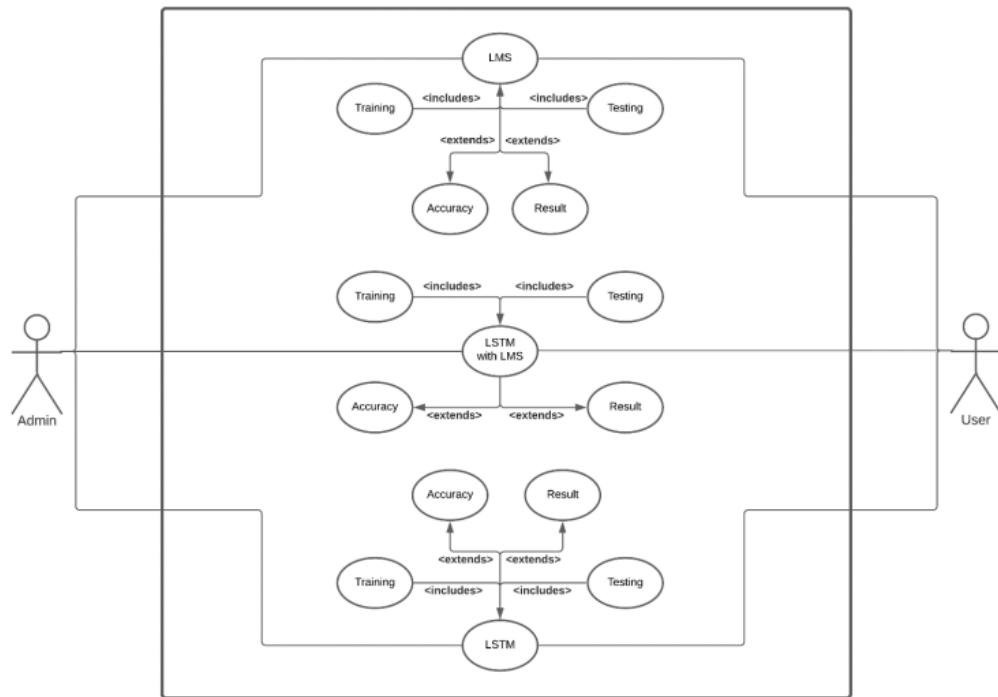 LMS
<includes> <includes>
Training Testing
<extends> <extends>
Accuracy Result
<includes> <includes>
Training Testing
LSTM
with LMS
Accuracy Result
<extends> <extends>
Admin User
Accuracy Result
<extends> <extends>
Training Testing
<includes> <includes>
LSTM